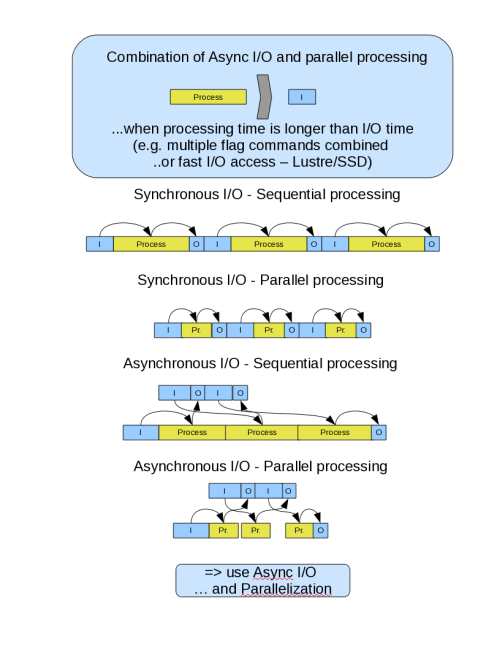 Combination of Async I/O and parallel processing
Process I
...when processing time is longer than I/O time
(e.g. multiple flag commands combined
..or fast I/O access – Lustre/SSD)
Synchronous I/O - Sequential processing
I Process O I Process O I Process O
Synchronous I/O - Parallel processing
I Pr. O I Pr. O I Pr. O
Asynchronous I/O - Sequential processing
I O I O
I Process Process Process O
Asynchronous I/O - Parallel processing
I O I O
I Pr. Pr. Pr. O
=> use Async I/O
... and Parallelization